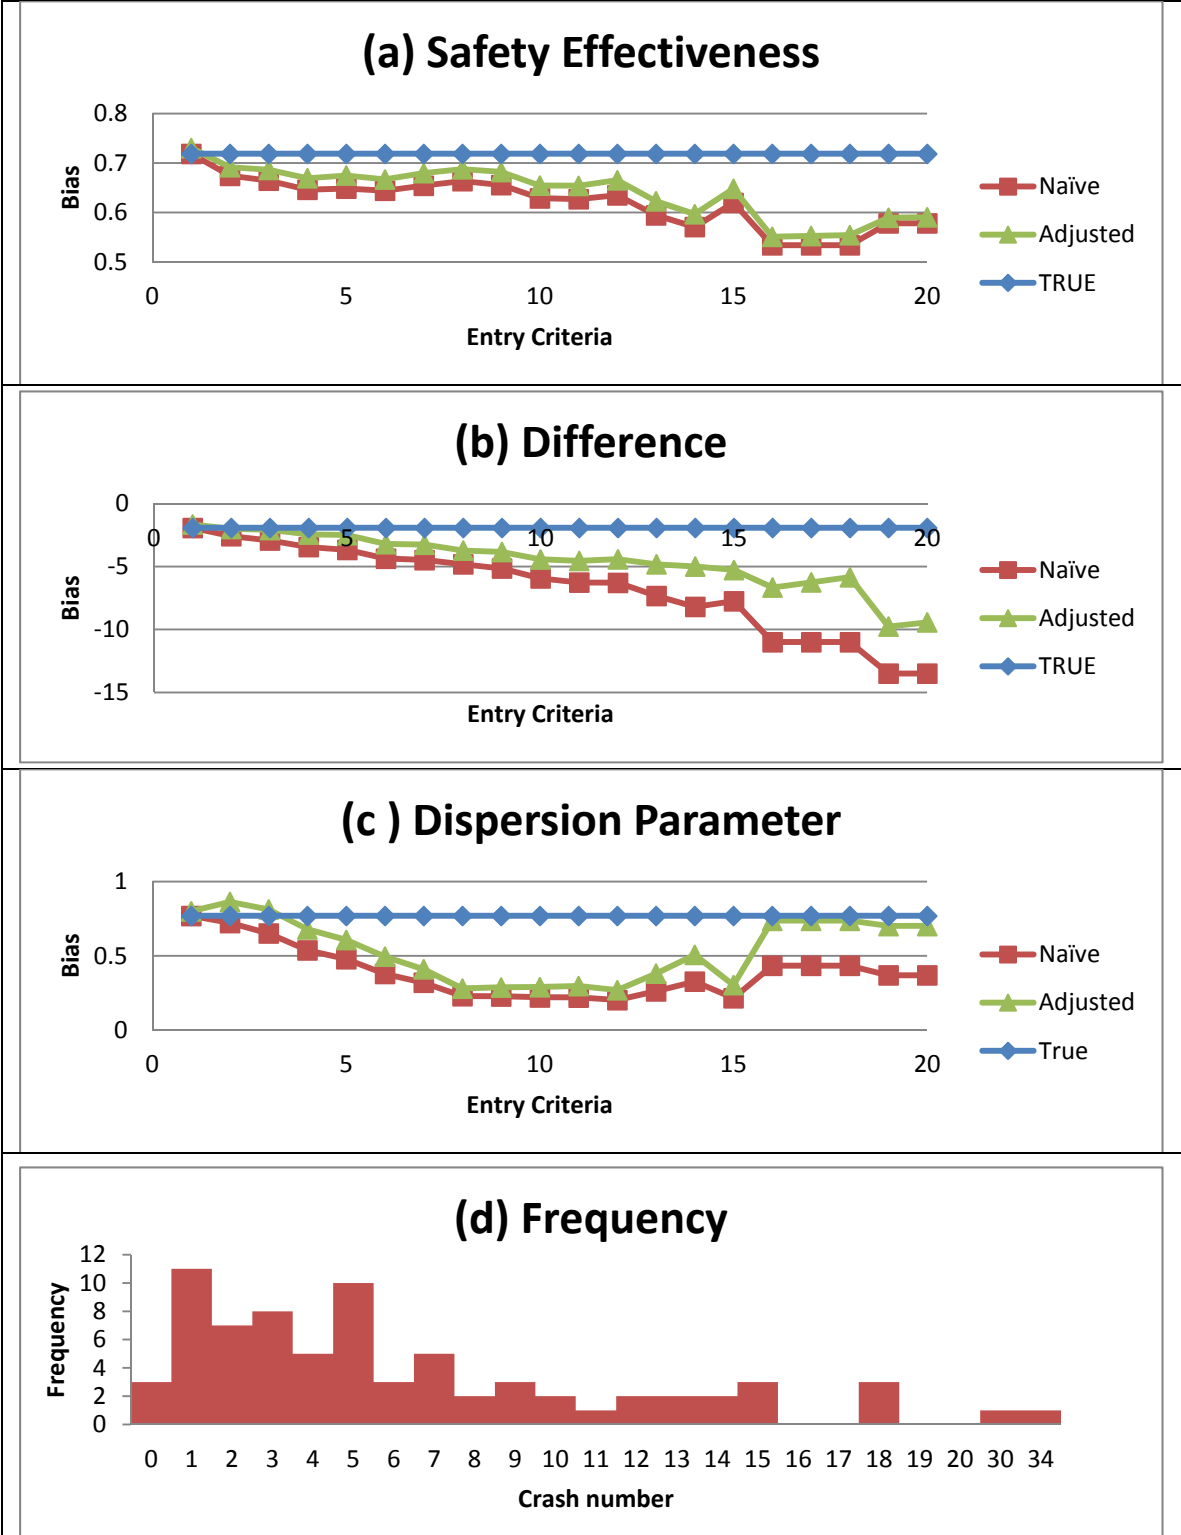 (a) Safety Effectiveness
0.8
0.7
0.6
0.5
Bias
0 5 10 15 20
Entry Criteria
Naïve
Adjusted
TRUE
(b) Difference
0
-5
-10
-15
Bias
0 5 10 15 20
Entry Criteria
Naïve
Adjusted
TRUE
(c ) Dispersion Parameter
1
0.5
0
Bias
0 5 10 15 20
Entry Criteria
Naïve
Adjusted
True
(d) Frequency
12
10
8
6
4
2
0
Frequency
0 1 2 3 4 5 6 7 8 9 10 11 12 13 14 15 16 17 18 19 20 30 34
Crash number